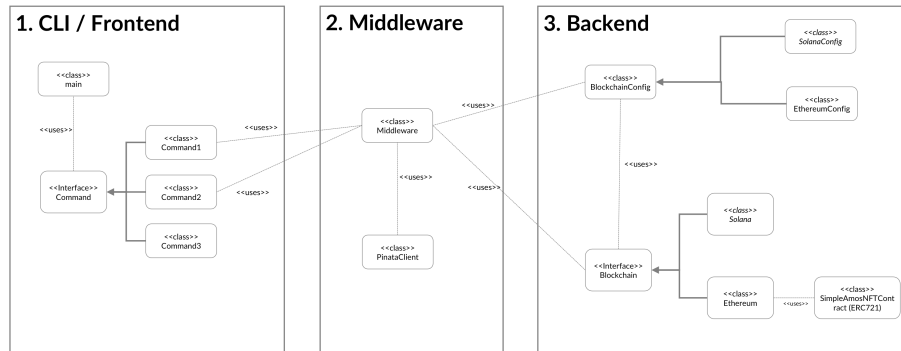 1. CLI / Frontend
<<class>>
main
<<uses>>
<<Interface>>
Command
<<class>>
Command1
<<class>>
Command2
<<class>>
Command3
<<uses>>
<<uses>>
2. Middleware
<<class>>
Middleware
<<uses>>
<<class>>
PinataClient
<<uses>>
<<uses>>
3. Backend
<<class>>
BlockchainConfig
<<class>>
SolanaConfig
<<class>>
EthereumConfig
<<uses>>
<<Interface>>
Blockchain
<<class>>
Solana
<<class>>
Ethereum
<<uses>>
<<class>>
SimpleAmosNFTCont
ract (ERC721)